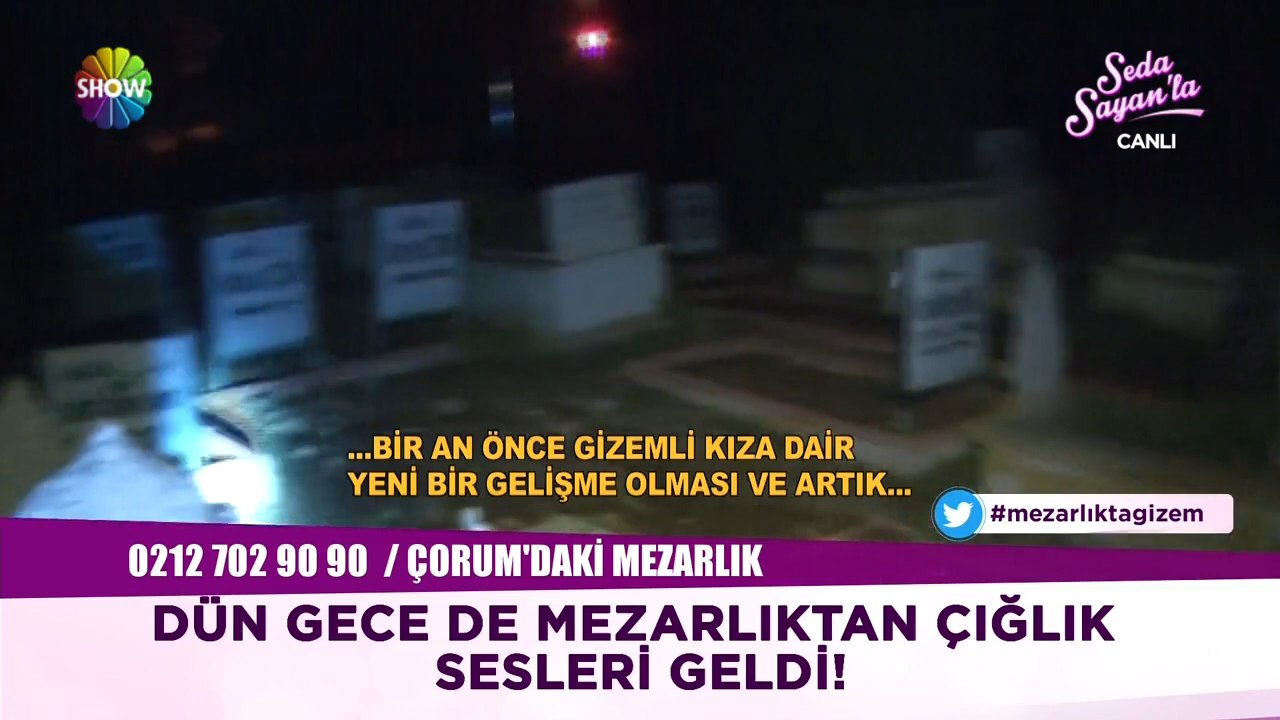 SHOW
Seda
Sayan'la
CANLI
...BİR AN ÖNCE GİZEMLİ KIZA DAİR
YENİ BİR GELİŞME OLMASI VE ARTIK...
#mezarlıktagizem
0212 702 90 90 / ÇORUM'DAKİ MEZARLIK
DÜN GECE DE MEZARLIKTAN ÇIĞLIK
SESLERİ GELDİ!